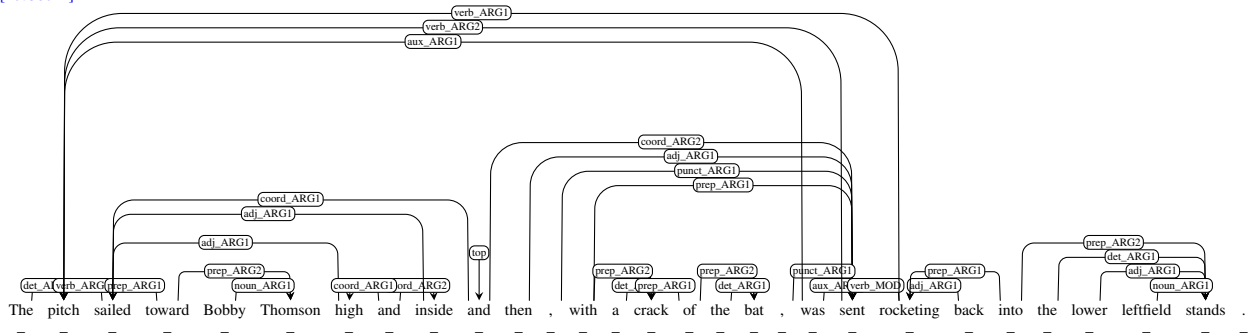 verb_ARG1
verb_ARG2
aux_ARG1
coord_ARG2
adj_ARG1
punct_ARG1
prep_ARG1
coord_ARG1
adj_ARG1
adj_ARG1 top prep_ARG2
prep_ARG2 prep_ARG2 prep_ARG2 punct_ARG1 prep_ARG1 det_ARG1
adj_ARG1
prep_ARG1 noun_ARG1 coord_ARG1 prep_ARG1 det_ARG1 verb_MOD adj_ARG1 noun_ARG1
The pitch sailed toward Bobby Thomson high and inside and then , with a crack of the bat , was sent rocketing back into the lower leftfield stands .